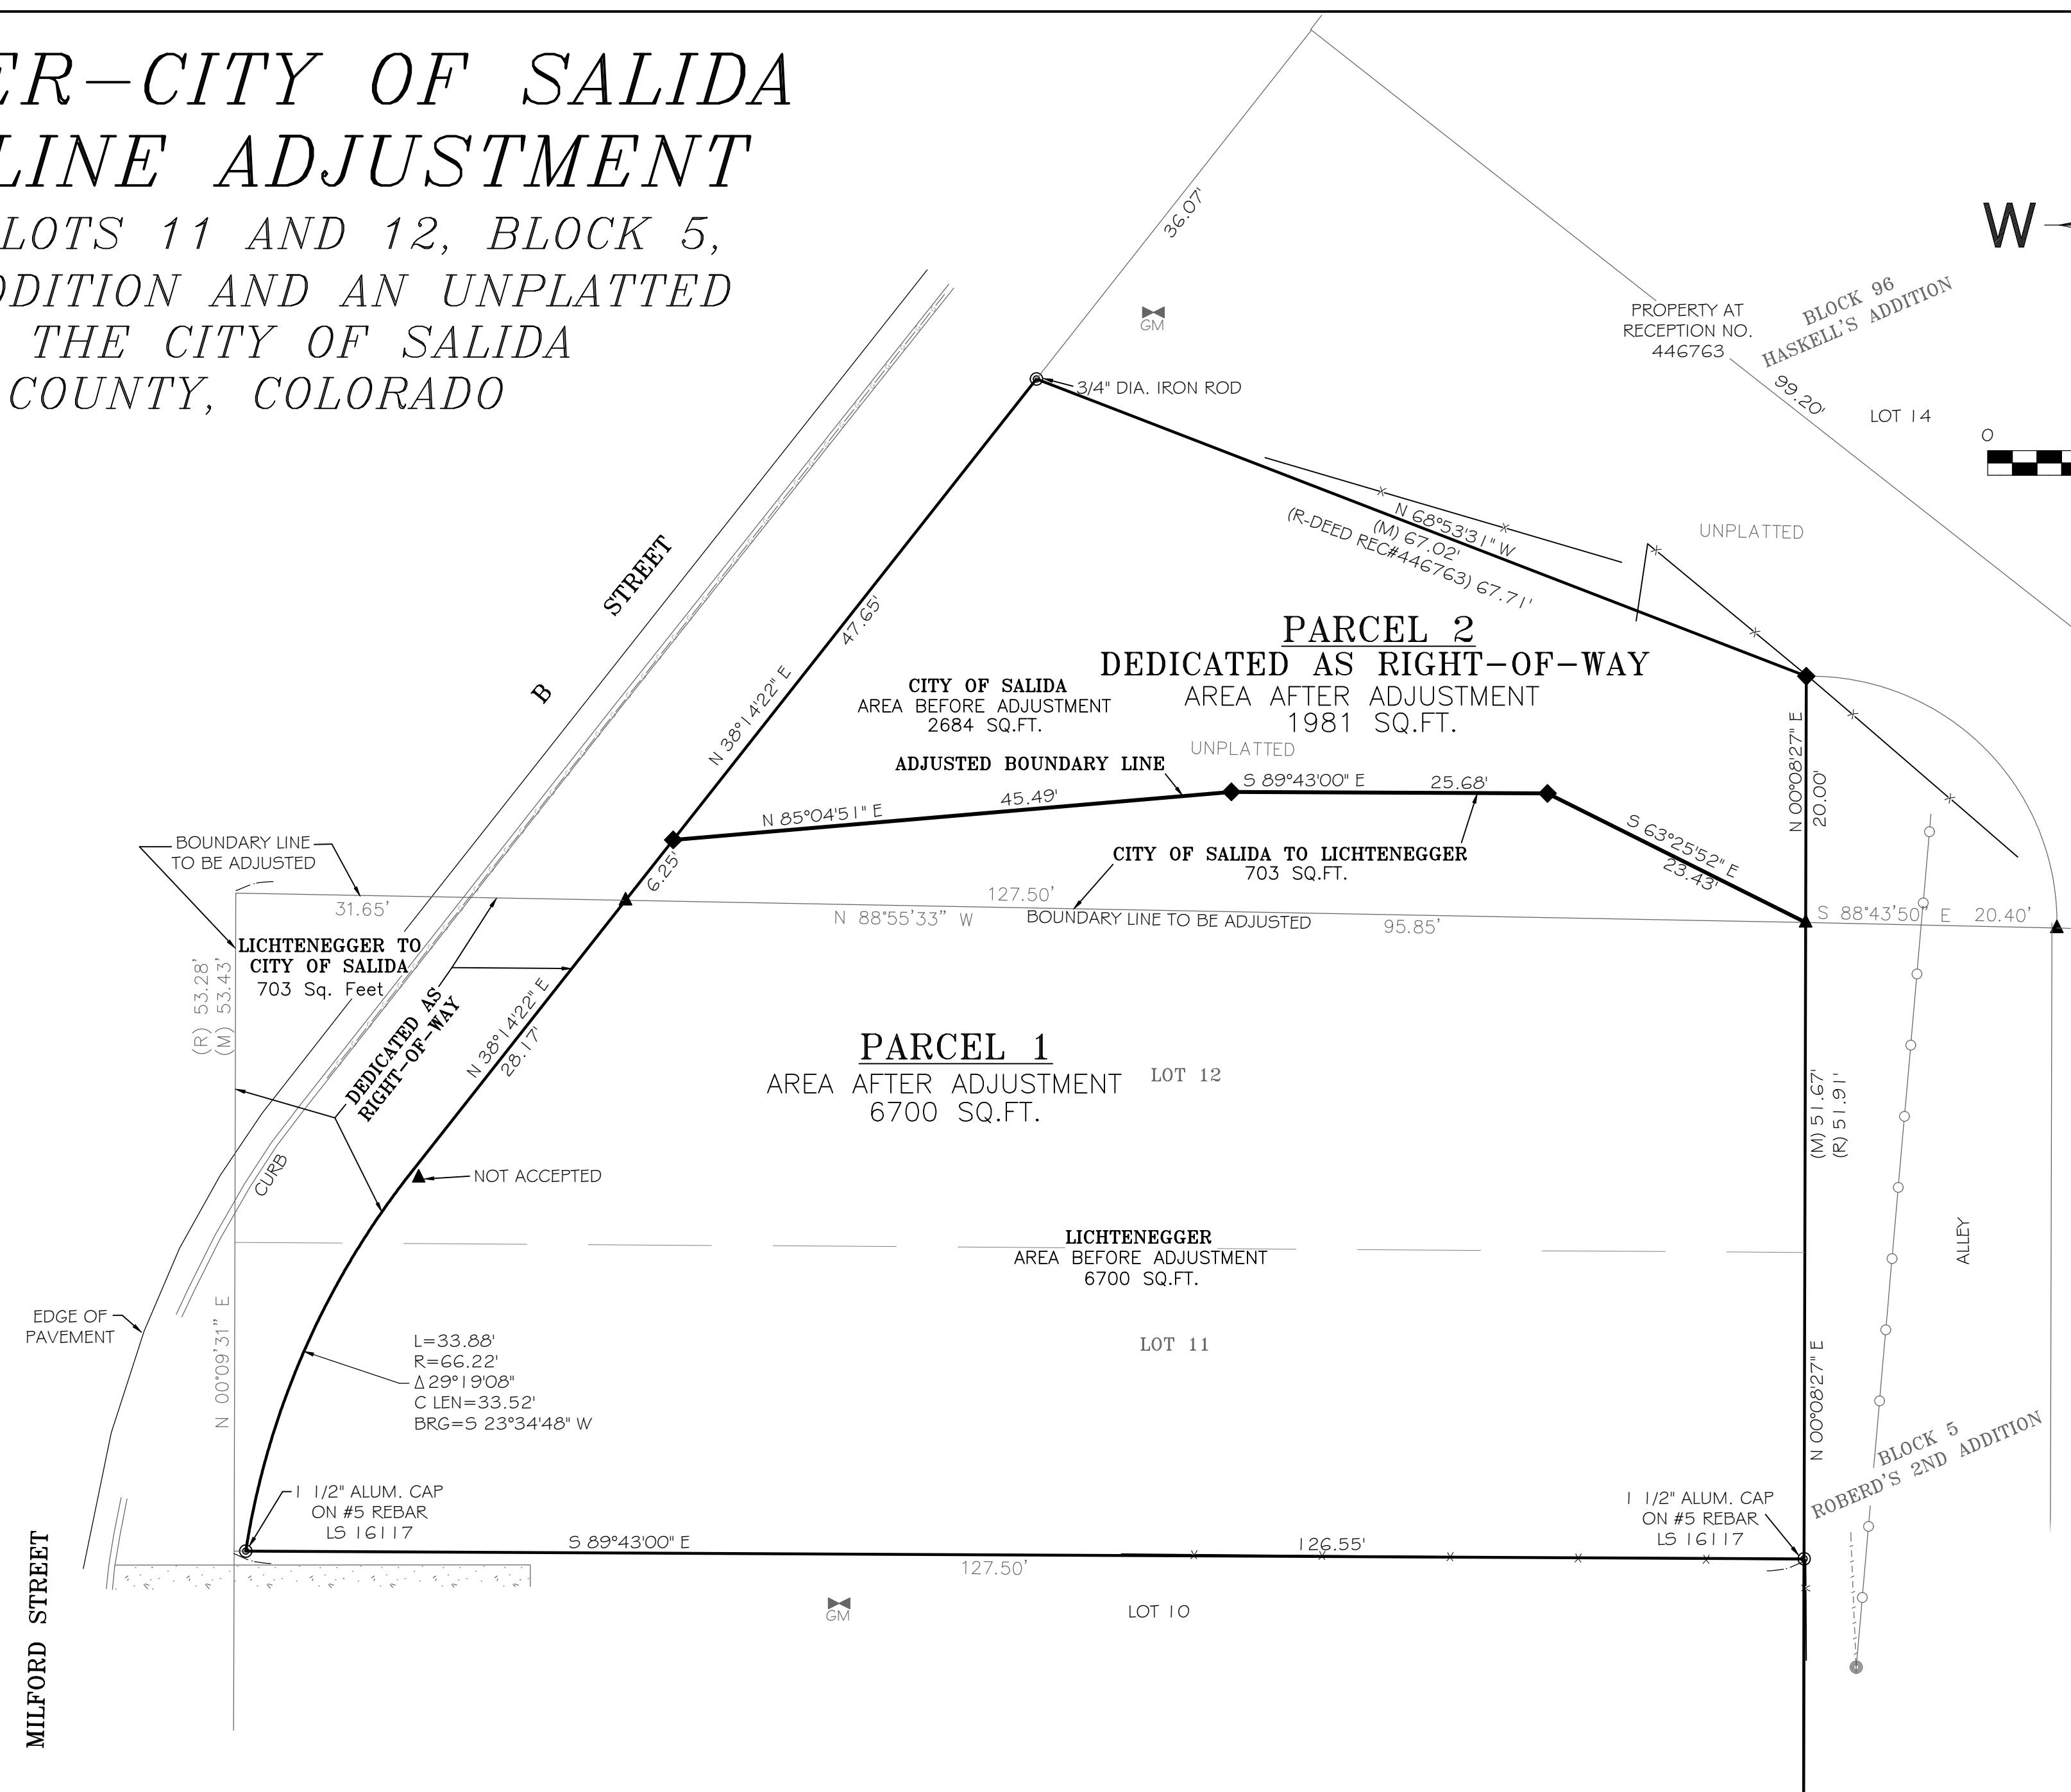 ER-CITY OF SALIDA
LINE ADJUSTMENT
LOTS 11 AND 12, BLOCK 5,
DDITION AND AN UNPLATTED
THE CITY OF SALIDA
COUNTY, COLORADO
36.07'
W
GM
PROPERTY AT
RECEPTION NO.
446763
BLOCK 96
HASKELL'S ADDITION
99.20'
LOT 14
0
3/4" DIA. IRON ROD
N 68°53'31" W
(M) 67.02'
(R-DEED REC#446763) 67.71'
UNPLATTED
B STREET
47.65'
N 38°14'22" E
PARCEL 2
DEDICATED AS RIGHT-OF-WAY
AREA AFTER ADJUSTMENT
1981 SQ.FT.
CITY OF SALIDA
AREA BEFORE ADJUSTMENT
2684 SQ.FT.
UNPLATTED
ADJUSTED BOUNDARY LINE
S 89°43'00" E 25.68'
N 85°04'51" E 45.49'
N 00°08'27" E
20.00'
S 63°25'52" E
23.43'
6.25'
CITY OF SALIDA TO LICHTENEGGER
703 SQ.FT.
BOUNDARY LINE
TO BE ADJUSTED
31.65'
127.50'
N 88°55'33" W
BOUNDARY LINE TO BE ADJUSTED
95.85'
S 88°43'50" E 20.40'
LICHTENEGGER TO
CITY OF SALIDA
703 Sq. Feet
(R) 53.28'
(M) 53.43'
DEDICATED AS
RIGHT-OF-WAY
N 38°14'22" E
28.17'
PARCEL 1
AREA AFTER ADJUSTMENT
6700 SQ.FT.
LOT 12
(M) 51.67'
(R) 51.91'
CURB
NOT ACCEPTED
LICHTENEGGER
AREA BEFORE ADJUSTMENT
6700 SQ.FT.
ALLEY
EDGE OF
PAVEMENT
N 00°09'31" E
L=33.88'
R=66.22'
Δ29°19'08"
C LEN=33.52'
BRG=S 23°34'48" W
LOT 11
N 00°08'27" E
BLOCK 5
ROBERD'S 2ND ADDITION
1 1/2" ALUM. CAP
ON #5 REBAR
LS 16117
1 1/2" ALUM. CAP
ON #5 REBAR
LS 16117
S 89°43'00" E
126.55'
127.50'
GM
LOT 10
MILFORD STREET